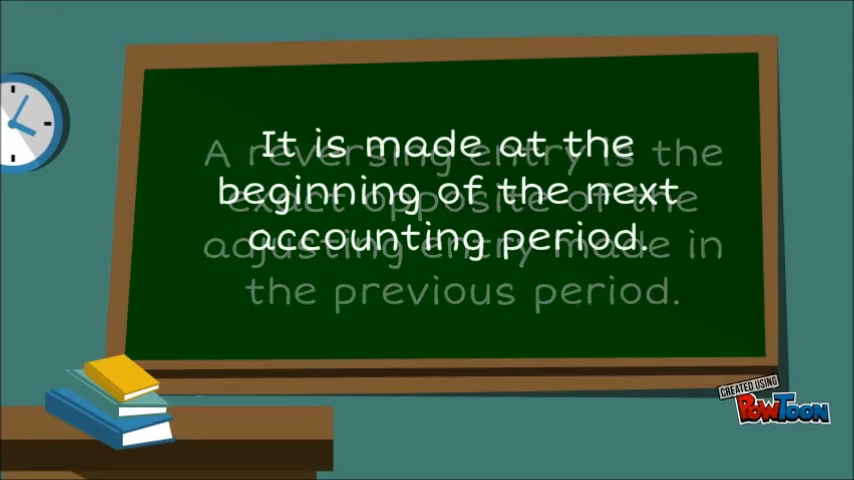 It is made at the
beginning of the next
accounting period.
A reversing entry is the
exact opposite of the
adjusting entry made in
the previous period.
CREATED USING
POWTOON